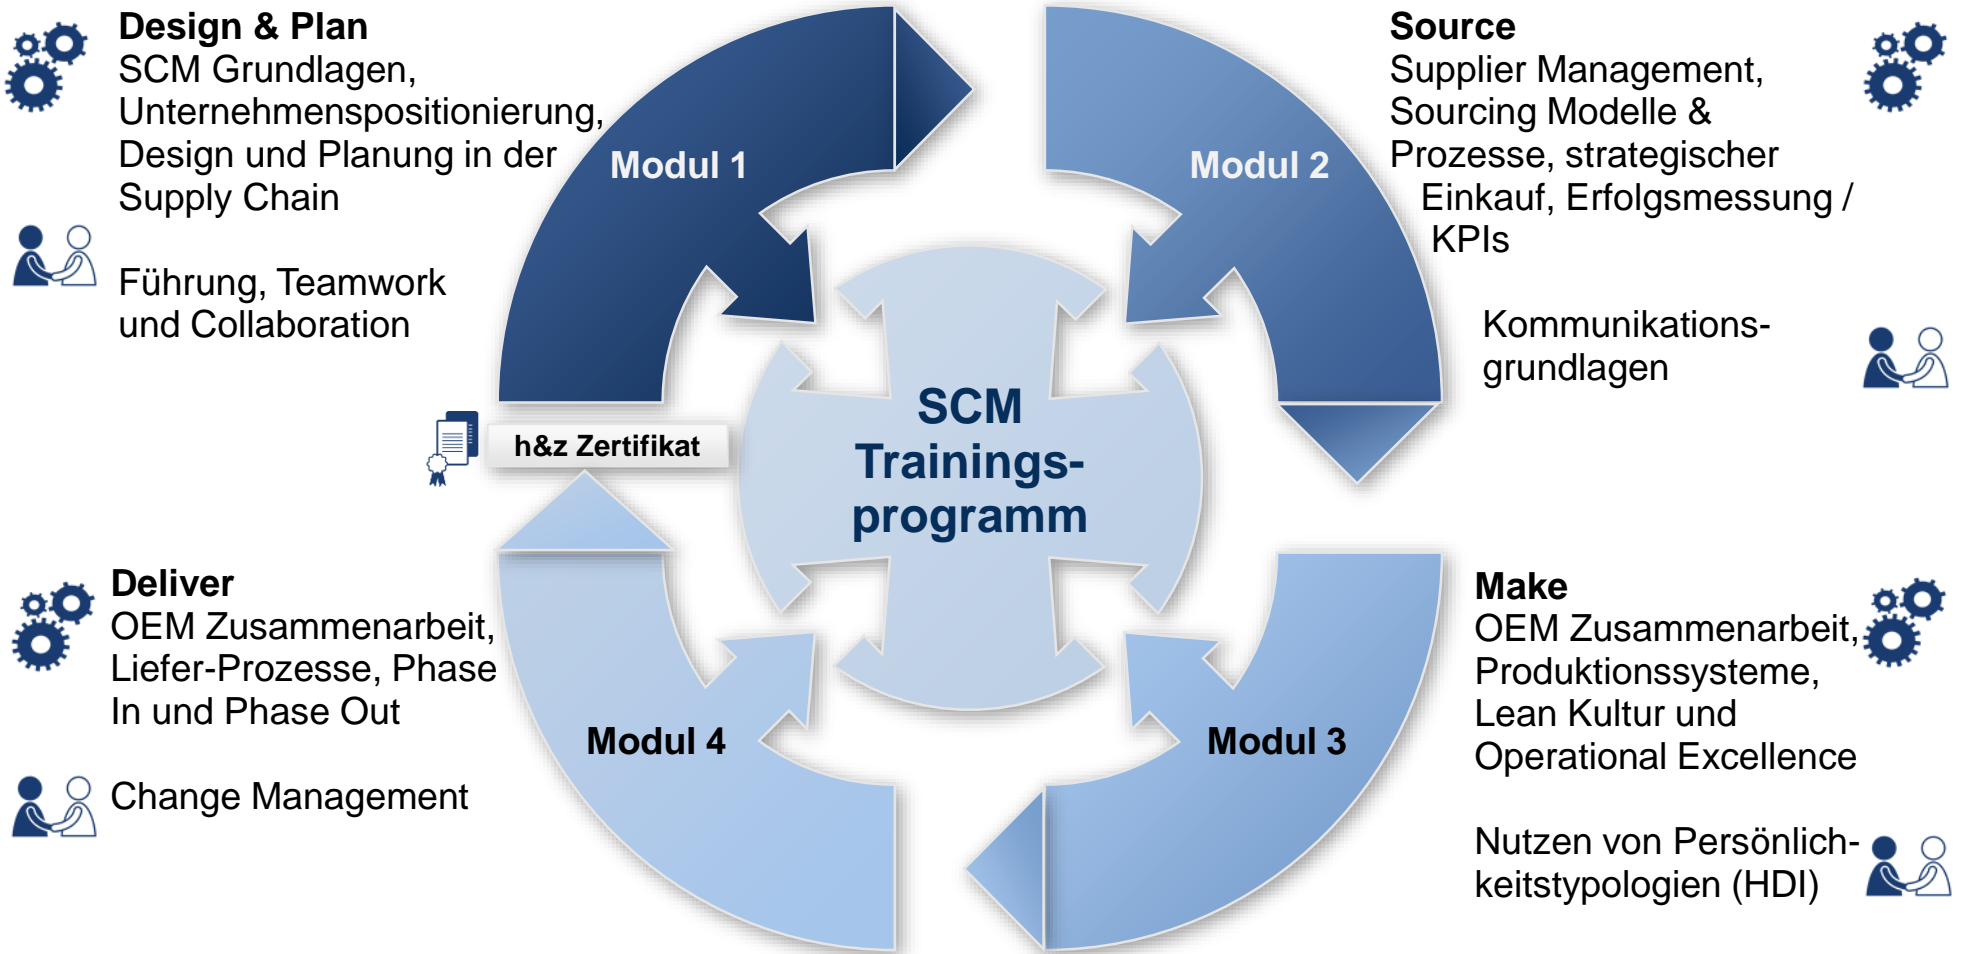 Design & Plan
SCM Grundlagen,
Unternehmenspositionierung,
Design und Planung in der
Supply Chain
Führung, Teamwork
und Collaboration
Modul 1
Source
Supplier Management,
Sourcing Modelle &
Prozesse, strategischer
Einkauf, Erfolgsmessung /
KPIs
Kommunikations-
grundlagen
Modul 2
SCM
Trainings-
programm
h&z Zertifikat
Deliver
OEM Zusammenarbeit,
Liefer-Prozesse, Phase
In und Phase Out
Change Management
Modul 4
Make
OEM Zusammenarbeit,
Produktionssysteme,
Lean Kultur und
Operational Excellence
Nutzen von Persönlich-
keitstypologien (HDI)
Modul 3